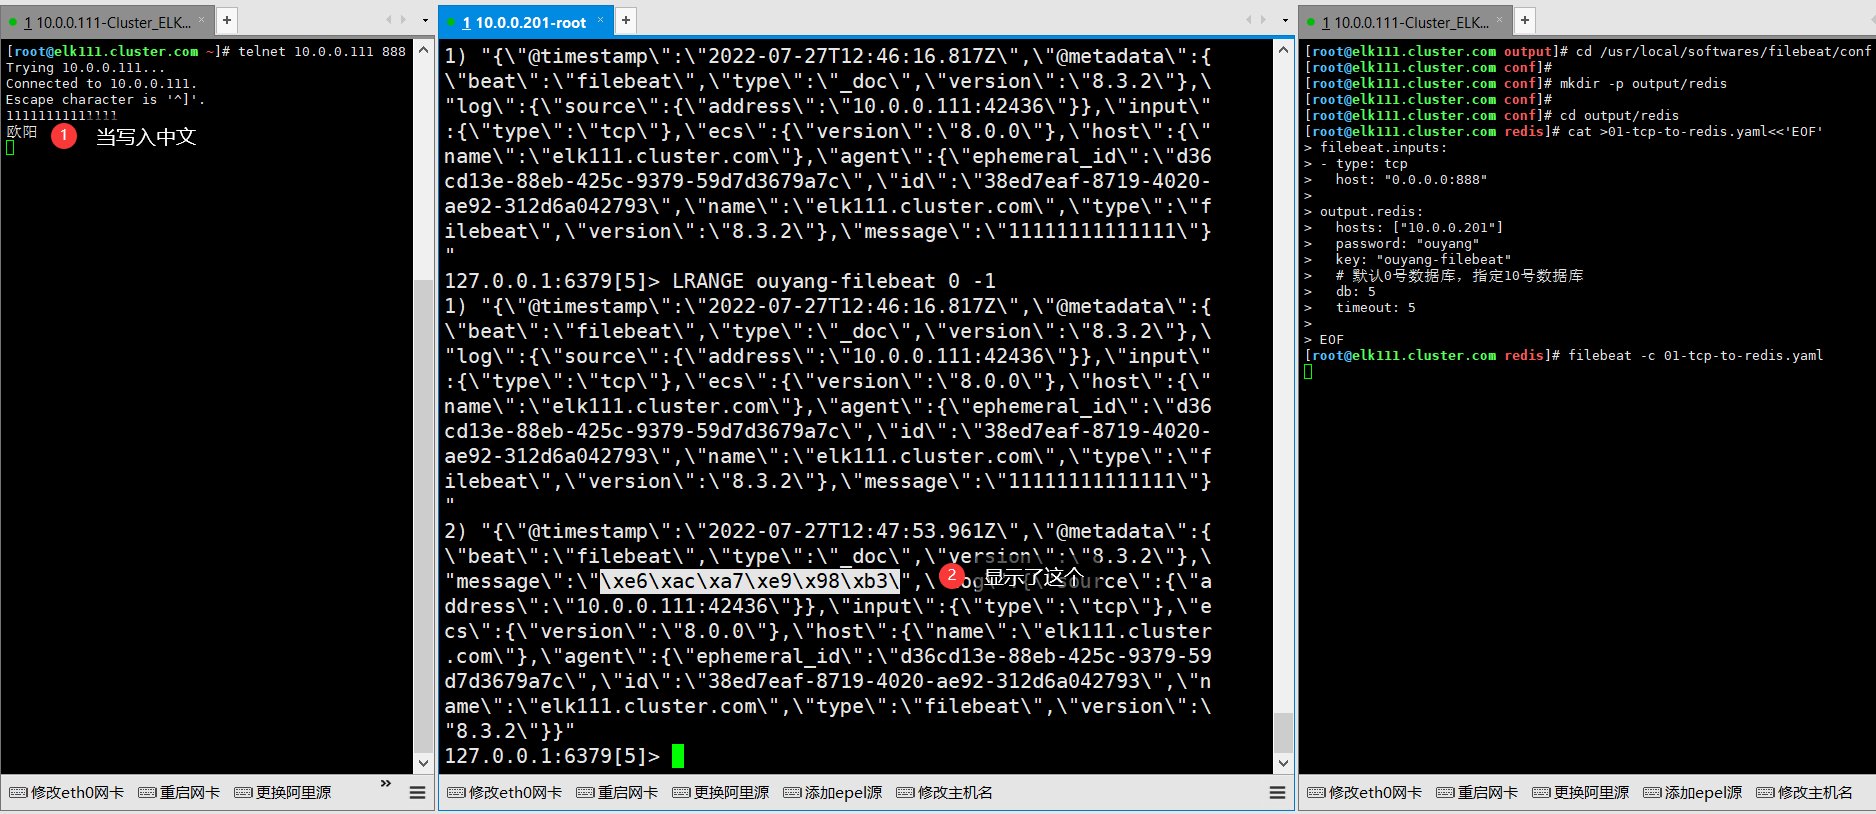 1 10.0.0.111-Cluster_ELK...
[root@elk111.cluster.com ~]# telnet 10.0.0.111 888
Trying 10.0.0.111...
Connected to 10.0.0.111.
Escape character is '^]'.
11111111111111
欧阳
1 当写入中文
修改eth0网卡 重启网卡 更换阿里源 »
1 10.0.0.201-root
1) "{\"@timestamp\":\"2022-07-27T12:46:16.817Z\",\"@metadata\":{
\"beat\":\"filebeat\",\"type\":\"_doc\",\"version\":\"8.3.2\"},\
"log\":{\"source\":{\"address\":\"10.0.0.111:42436\"}},\"input\"
:{\"type\":\"tcp\"},\"ecs\":{\"version\":\"8.0.0\"},\"host\":{\"
name\":\"elk111.cluster.com\"},\"agent\":{\"ephemeral_id\":\"d36
cd13e-88eb-425c-9379-59d7d3679a7c\",\"id\":\"38ed7eaf-8719-4020-
ae92-312d6a042793\",\"name\":\"elk111.cluster.com\",\"type\":\"f
ilebeat\",\"version\":\"8.3.2\"},\"message\":\"11111111111111\"}
"
127.0.0.1:6379[5]> LRANGE ouyang-filebeat 0 -1
1) "{\"@timestamp\":\"2022-07-27T12:46:16.817Z\",\"@metadata\":{
\"beat\":\"filebeat\",\"type\":\"_doc\",\"version\":\"8.3.2\"},\
"log\":{\"source\":{\"address\":\"10.0.0.111:42436\"}},\"input\"
:{\"type\":\"tcp\"},\"ecs\":{\"version\":\"8.0.0\"},\"host\":{\"
name\":\"elk111.cluster.com\"},\"agent\":{\"ephemeral_id\":\"d36
cd13e-88eb-425c-9379-59d7d3679a7c\",\"id\":\"38ed7eaf-8719-4020-
ae92-312d6a042793\",\"name\":\"elk111.cluster.com\",\"type\":\"f
ilebeat\",\"version\":\"8.3.2\"},\"message\":\"11111111111111\"}
"
2) "{\"@timestamp\":\"2022-07-27T12:47:53.961Z\",\"@metadata\":{
\"beat\":\"filebeat\",\"type\":\"_doc\",\"version\":\"8.3.2\"},\
"message\":\"\xe6\xac\xa7\xe9\x98\xb3\",\"log\":{\"source\":{\"a
2 显示了这个
ddress\":\"10.0.0.111:42436\"}},\"input\":{\"type\":\"tcp\"},\"e
cs\":{\"version\":\"8.0.0\"},\"host\":{\"name\":\"elk111.cluster
.com\"},\"agent\":{\"ephemeral_id\":\"d36cd13e-88eb-425c-9379-59
d7d3679a7c\",\"id\":\"38ed7eaf-8719-4020-ae92-312d6a042793\",\"n
ame\":\"elk111.cluster.com\",\"type\":\"filebeat\",\"version\":\
"8.3.2\"}}"
127.0.0.1:6379[5]>
修改eth0网卡 重启网卡 更换阿里源 添加epel源 修改主机名
1 10.0.0.111-Cluster_ELK...
[root@elk111.cluster.com output]# cd /usr/local/softwares/filebeat/conf
[root@elk111.cluster.com conf]#
[root@elk111.cluster.com conf]# mkdir -p output/redis
[root@elk111.cluster.com conf]#
[root@elk111.cluster.com conf]# cd output/redis
[root@elk111.cluster.com redis]# cat >01-tcp-to-redis.yaml<<'EOF'
> filebeat.inputs:
> - type: tcp
>   host: "0.0.0.0:888"
>
> output.redis:
>   hosts: ["10.0.0.201"]
>   password: "ouyang"
>   key: "ouyang-filebeat"
>   # 默认0号数据库，指定10号数据库
>   db: 5
>   timeout: 5
>
> EOF
[root@elk111.cluster.com redis]# filebeat -c 01-tcp-to-redis.yaml
修改eth0网卡 重启网卡 更换阿里源 添加epel源 修改主机名